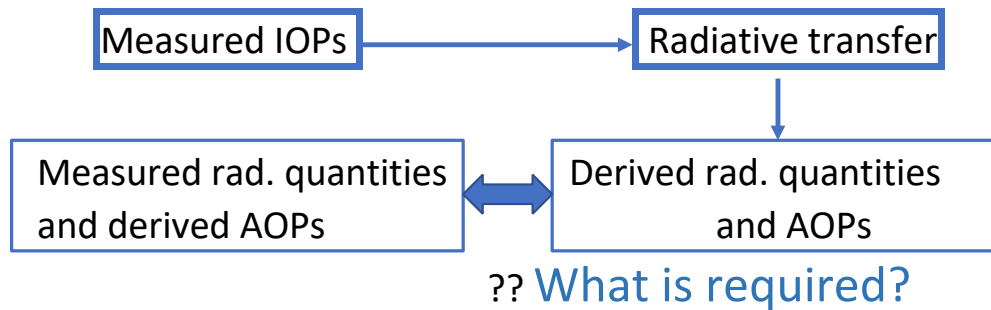 Measured IOPs
Radiative transfer
Measured rad. quantities
and derived AOPs
Derived rad. quantities
and AOPs
?? What is required?